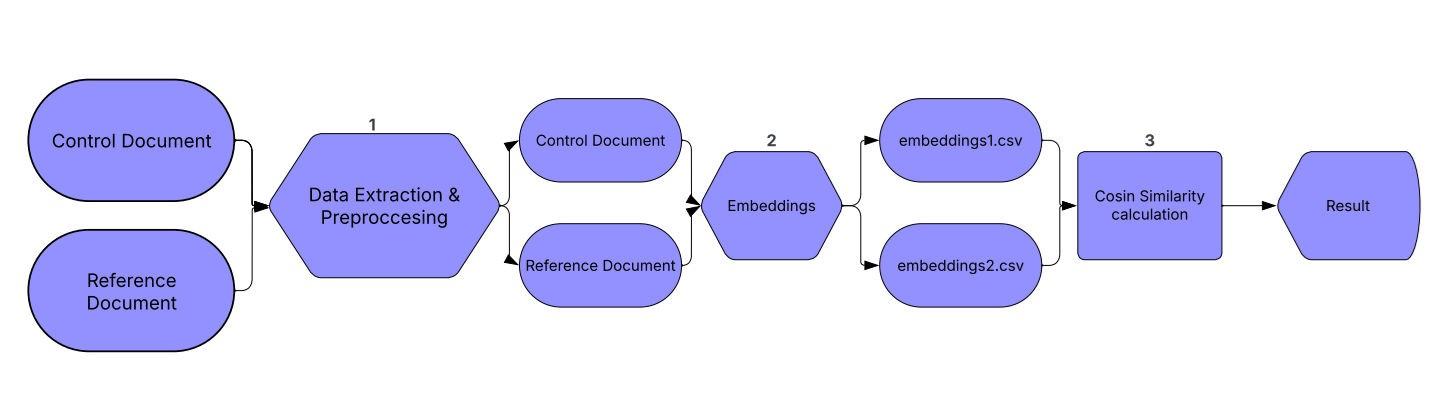 Control Document
Reference
Document
1
Data Extraction &
Preproccesing
Control Document
Reference Document
2
Embeddings
embeddings1.csv
embeddings2.csv
3
Cosin Similarity
calculation
Result